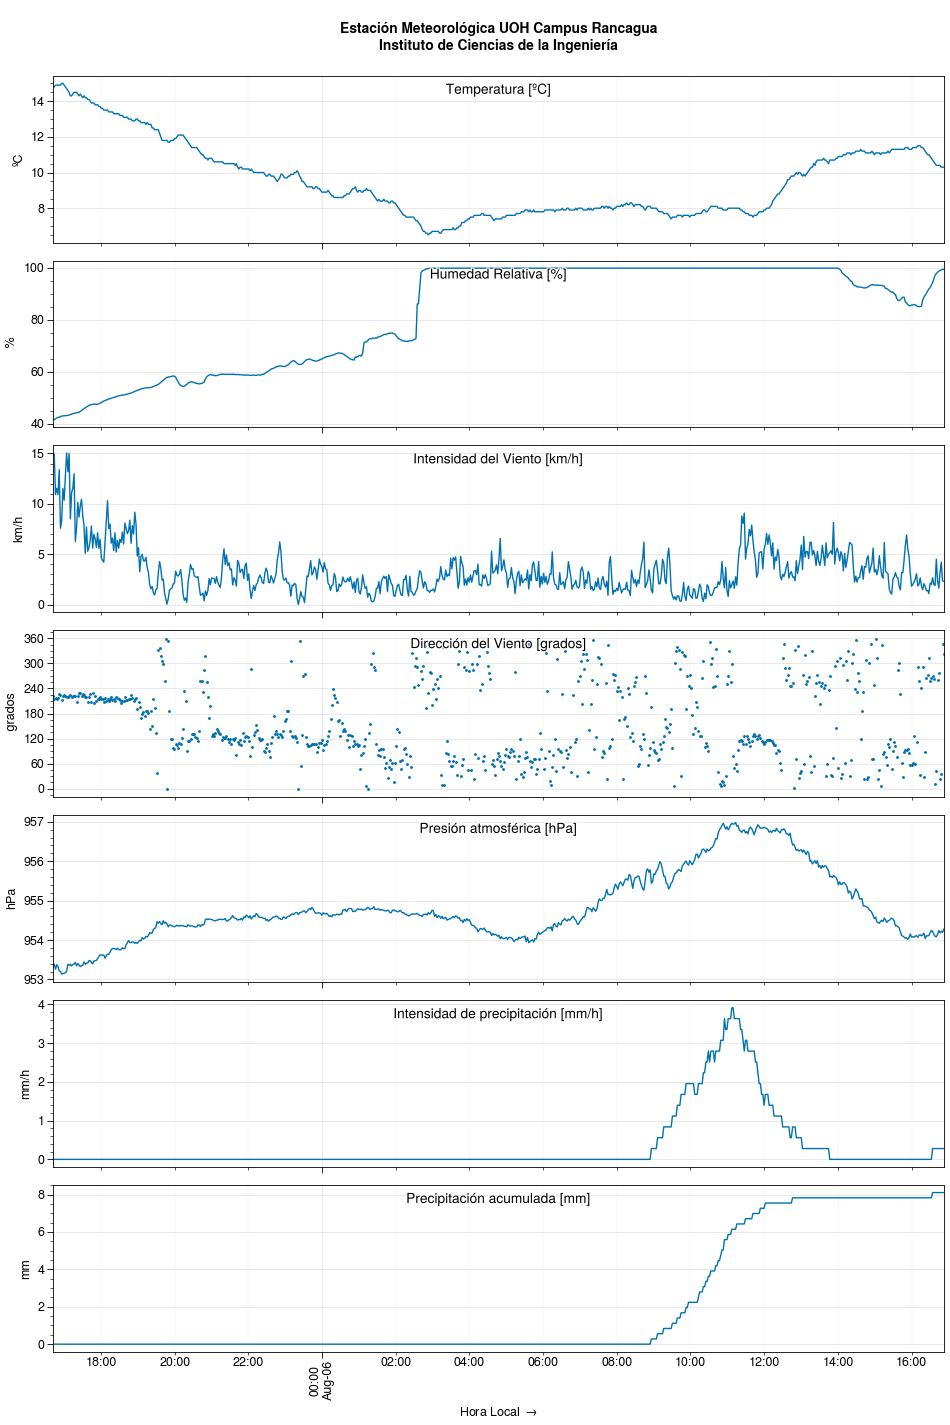 Estación Meteorológica UOH Campus Rancagua
Instituto de Ciencias de la Ingeniería
Temperatura [ºC]
ºC
14
12
10
8
Humedad Relativa [%]
%
100
80
60
40
Intensidad del Viento [km/h]
km/h
15
10
5
0
Dirección del Viento [grados]
grados
360
300
240
180
120
60
0
Presión atmosférica [hPa]
hPa
957
956
955
954
953
Intensidad de precipitación [mm/h]
mm/h
4
3
2
1
0
Precipitación acumulada [mm]
mm
8
6
4
2
0
18:00 20:00 22:00 00:00 02:00 04:00 06:00 08:00 10:00 12:00 14:00 16:00
Aug-06
Hora Local →